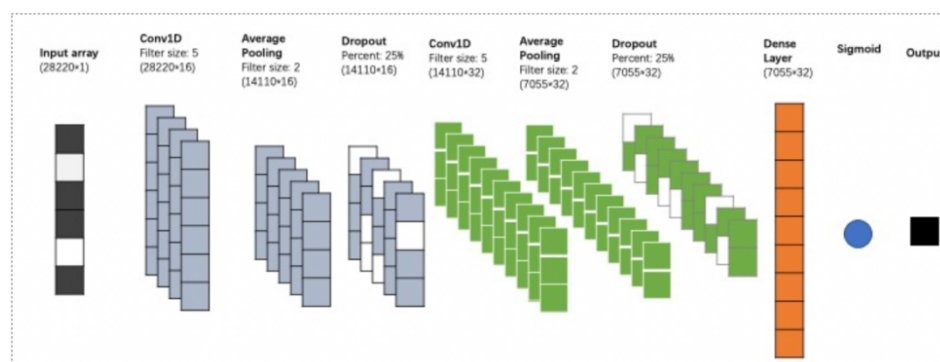 Input array
(28220*1)
Conv1D
Filter size: 5
(28220*16)
Average
Pooling
Filter size: 2
(14110*16)
Dropout
Percent: 25%
(14110*16)
Conv1D
Filter size: 5
(14110*32)
Average
Pooling
Filter size: 2
(7055*32)
Dropout
Percent: 25%
(7055*32)
Dense
Layer
(7055*32)
Sigmoid
Outpu